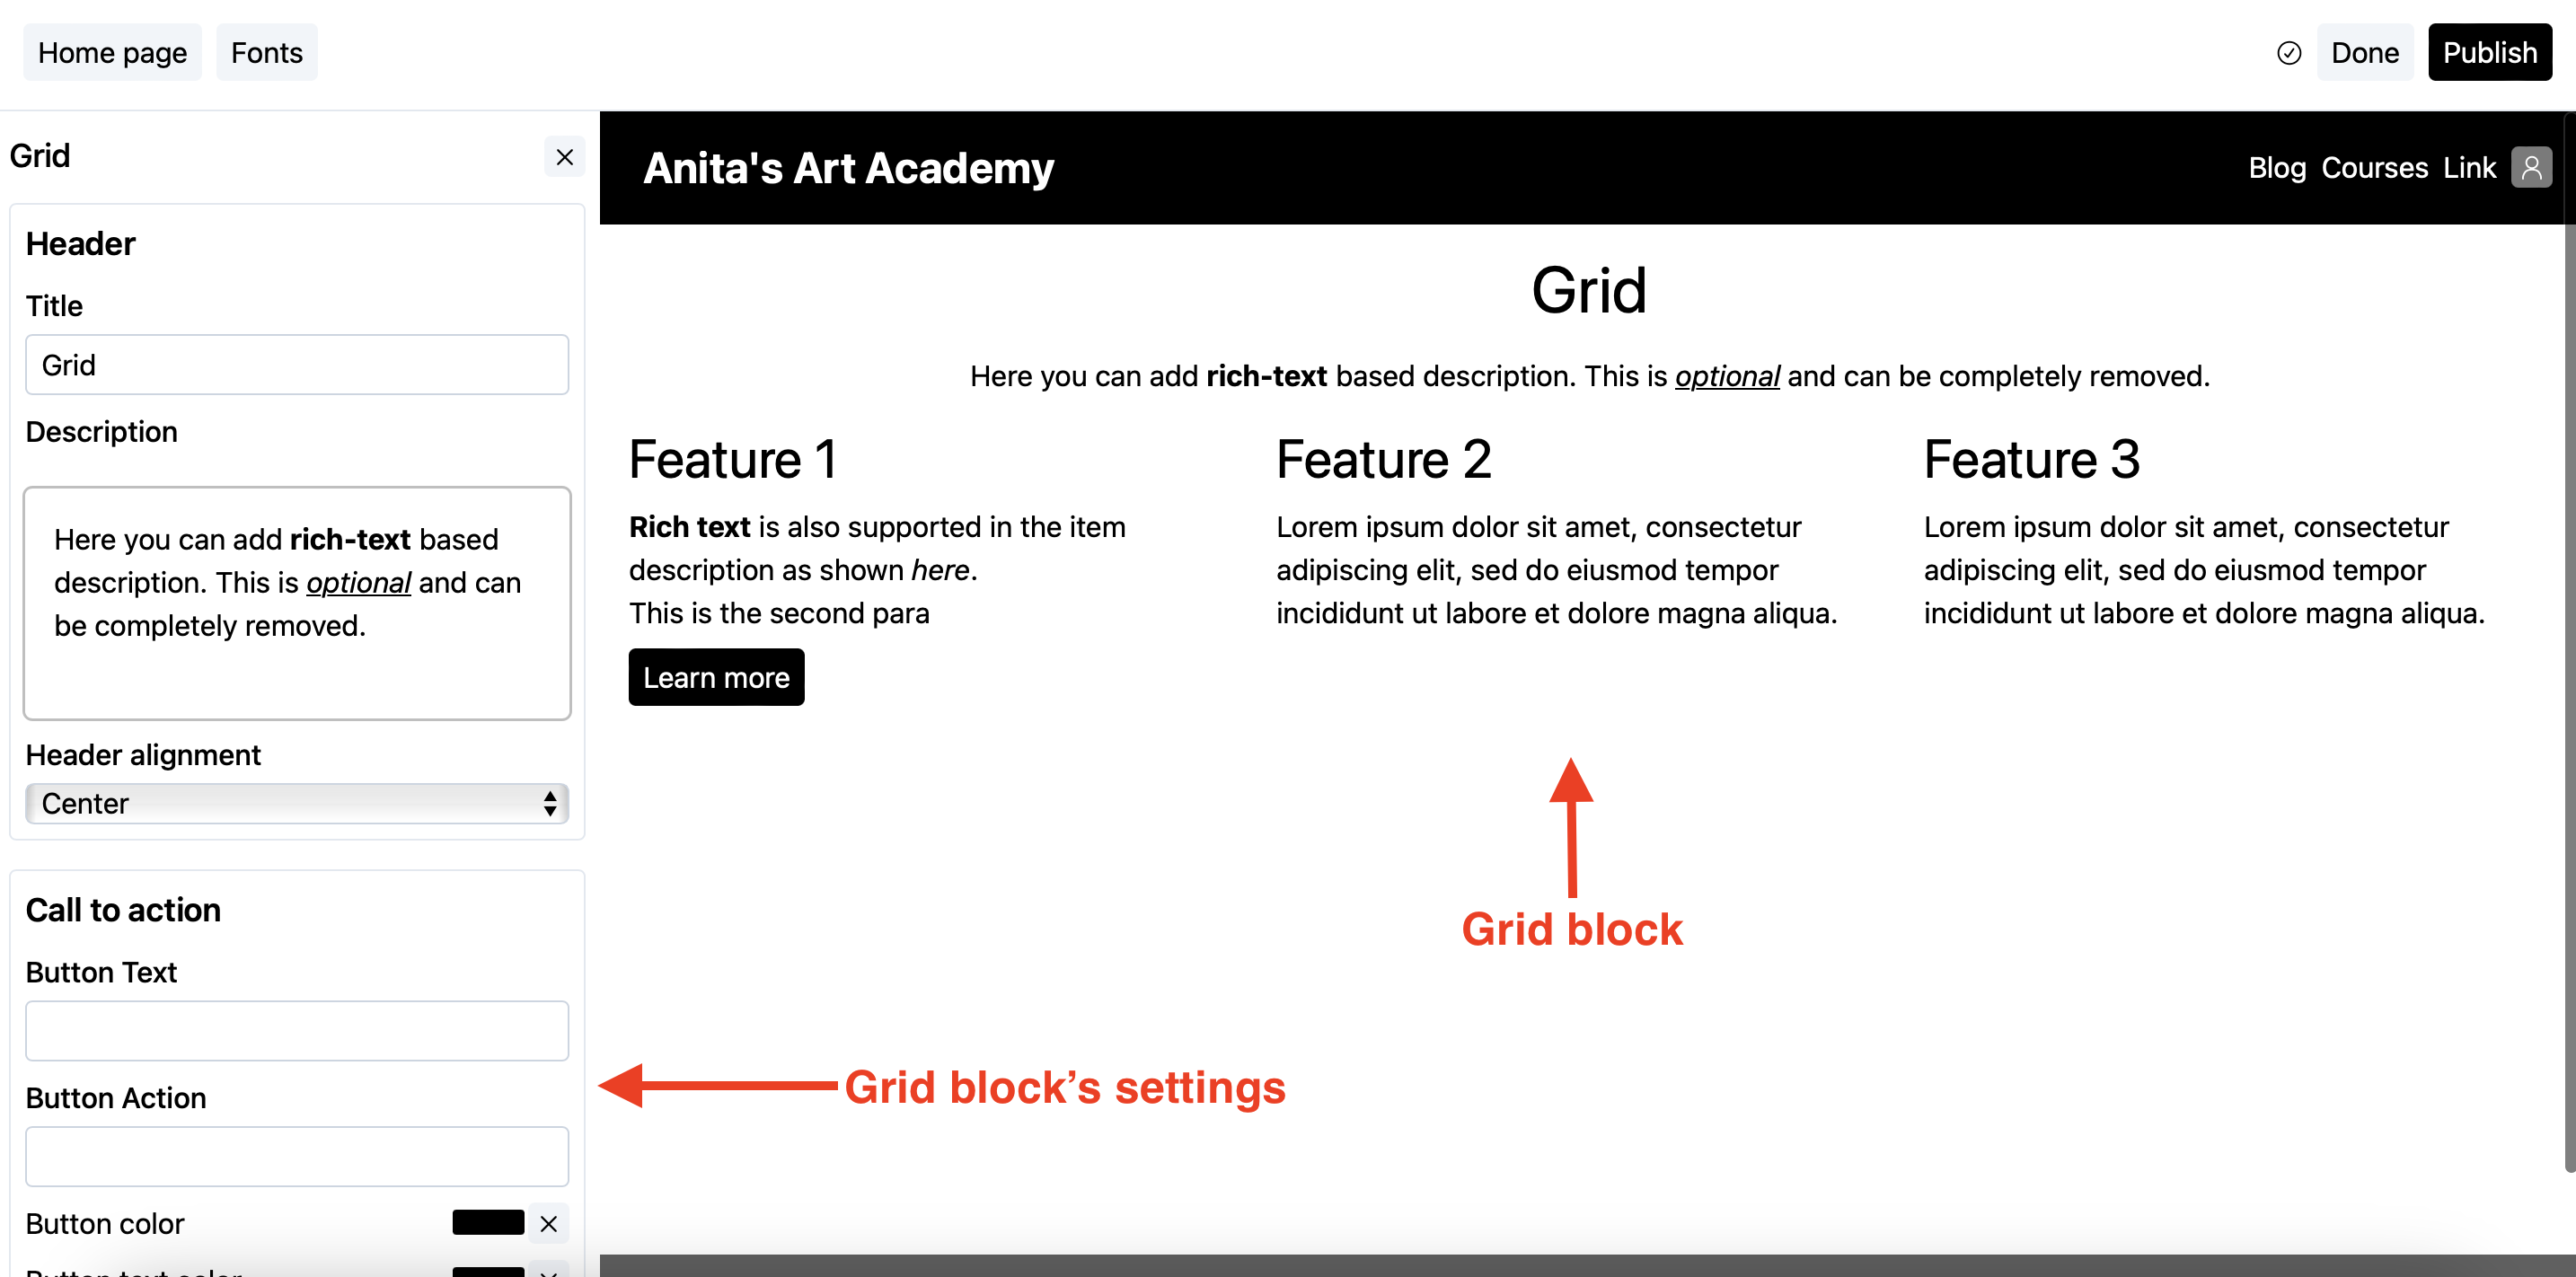 Home page Fonts Done Publish
Grid
Header
Title
Grid
Description
Here you can add rich-text based
description. This is optional and can
be completely removed.
Header alignment
Center
Call to action
Button Text
Button Action
Button color
Button text color
Anita's Art Academy Blog Courses Link
Grid
Here you can add rich-text based description. This is optional and can be completely removed.
Feature 1
Rich text is also supported in the item
description as shown here.
This is the second para
Learn more
Feature 2
Lorem ipsum dolor sit amet, consectetur
adipiscing elit, sed do eiusmod tempor
incididunt ut labore et dolore magna aliqua.
Feature 3
Lorem ipsum dolor sit amet, consectetur
adipiscing elit, sed do eiusmod tempor
incididunt ut labore et dolore magna aliqua.
Grid block
Grid block’s settings